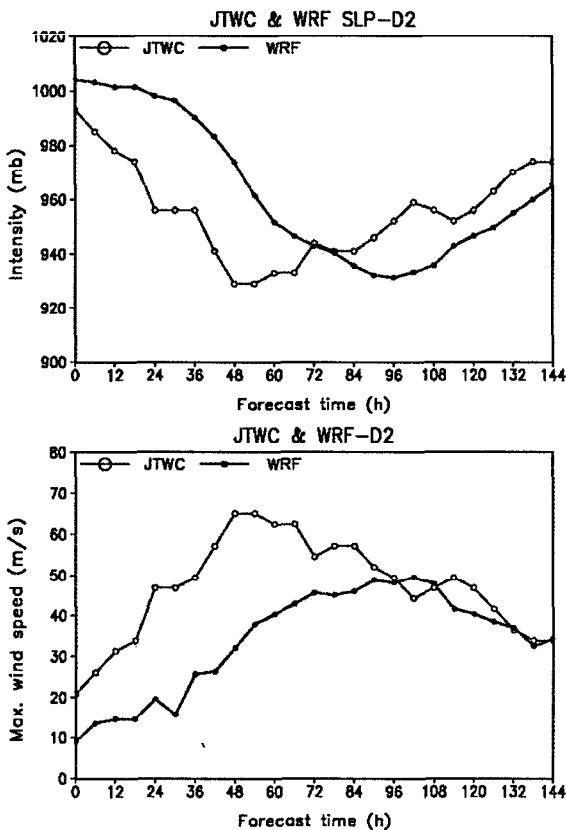 JTWC & WRF SLP-D2
1020
JTWC WRF
1000
980
960
940
920
900
Intensity (mb)
0 12 24 36 48 60 72 84 96 108 120 132 144
Forecast time (h)
JTWC & WRF-D2
80
JTWC WRF
70
60
50
40
30
20
10
0
Max. wind speed (m/s)
0 12 24 36 48 60 72 84 96 108 120 132 144
Forecast time (h)